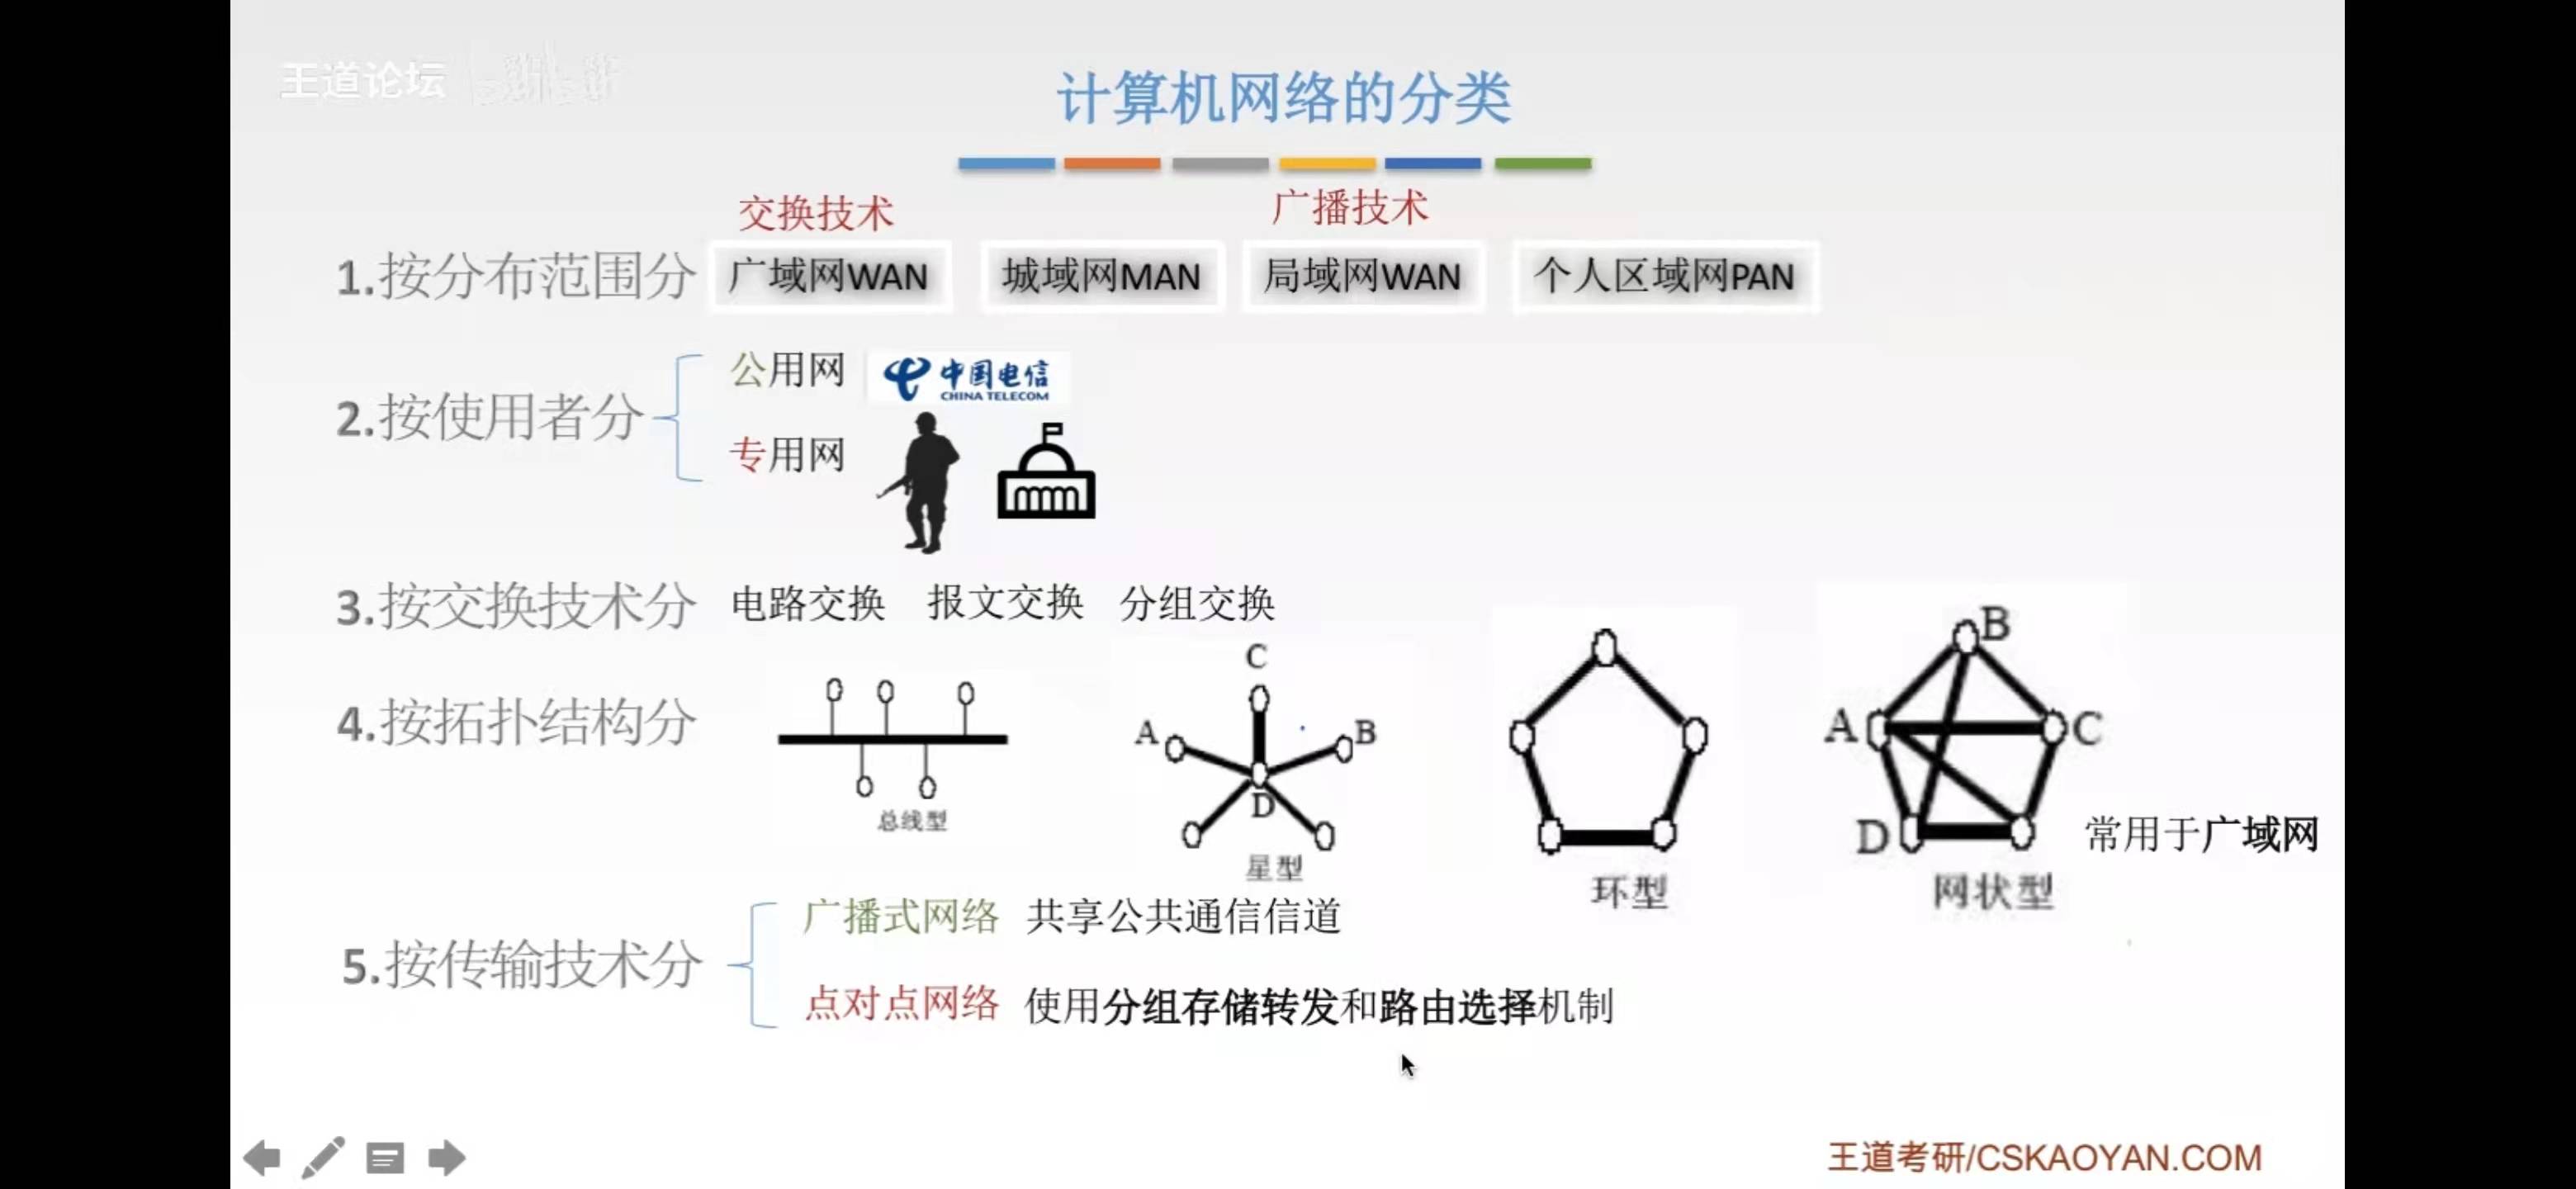 王道论坛 bilibili
计算机网络的分类
交换技术 广播技术
1.按分布范围分 广域网WAN 城域网MAN 局域网WAN 个人区域网PAN
公用网 中国电信
CHINA TELECOM
2.按使用者分
专用网
3.按交换技术分 电路交换 报文交换 分组交换
4.按拓扑结构分
总线型
C
A B
D
星型
环型
B
A C
D
网状型
常用于广域网
广播式网络 共享公共通信信道
5.按传输技术分
点对点网络 使用分组存储转发和路由选择机制
王道考研/CSKAOYAN.COM